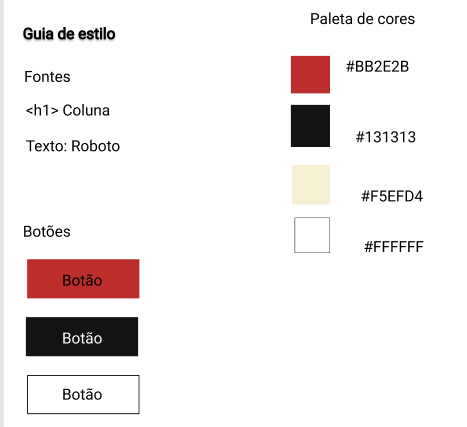 Guia de estilo
Fontes
<h1> Coluna
Texto: Roboto
Botões
Botão
Botão
Botão
Paleta de cores
#BB2E2B
#131313
#F5EFD4
#FFFFFF